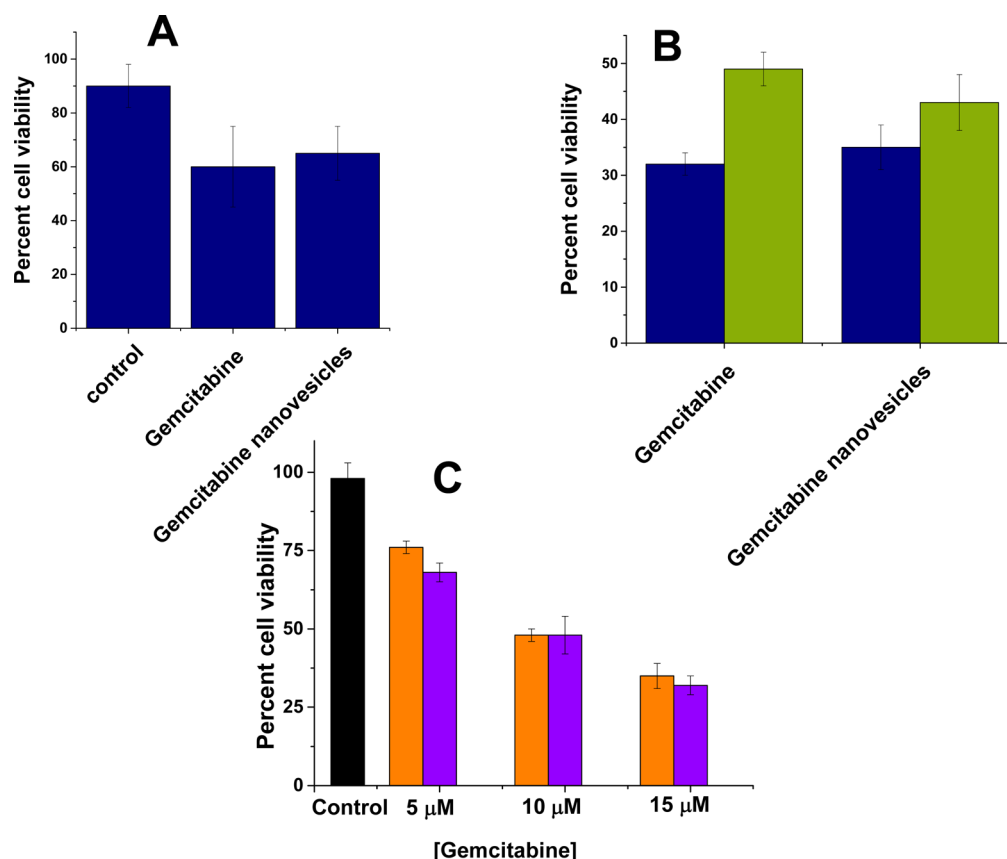 A
Percent cell viability
100
80
60
40
20
0
control
Gemcitabine
Gemcitabine nanovesicles
B
Percent cell viability
50
40
30
20
10
0
Gemcitabine
Gemcitabine nanovesicles
C
Percent cell viability
100
75
50
25
0
Control
5 μM
10 μM
15 μM
[Gemcitabine]